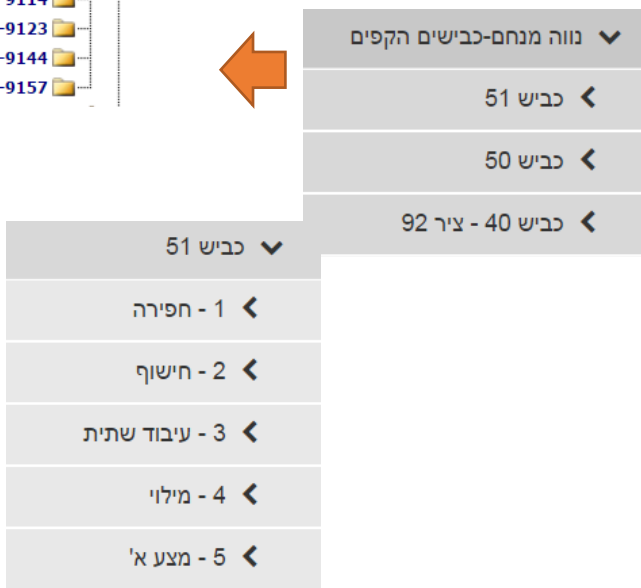 נווה מנחם-כבישים הקפים
כביש 51
כביש 50
כביש 40 - ציר 92
-9123
-9144
-9157
כביש 51
1 - חפירה
2 - חישוף
3 - עיבוד שתית
4 - מילוי
5 - מצע א'